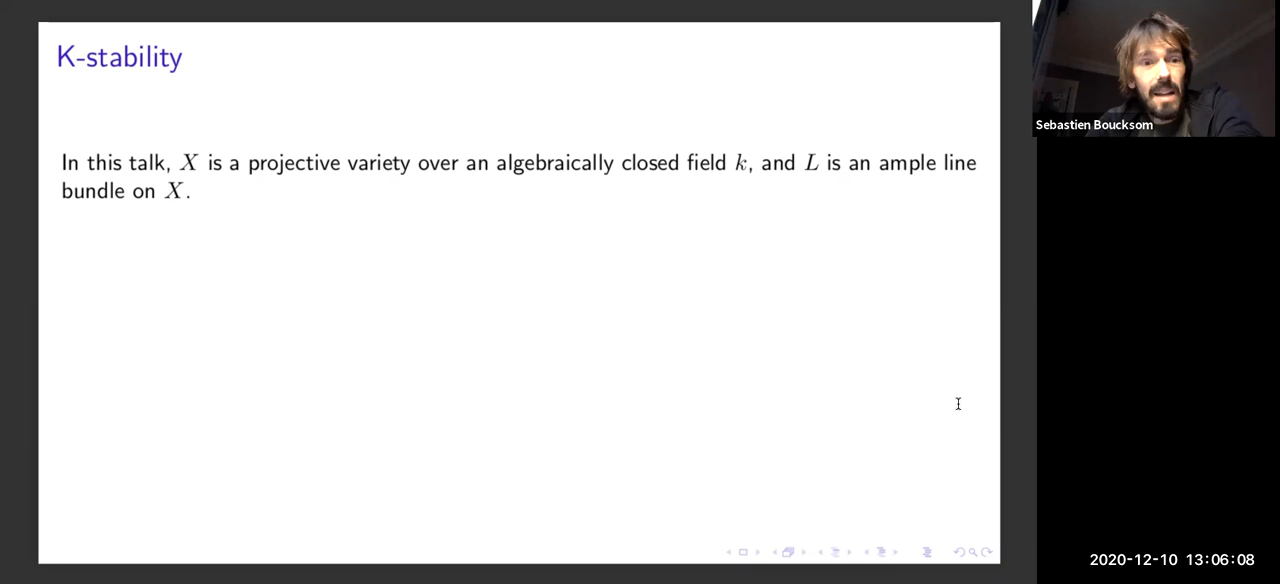 K-stability
In this talk, X is a projective variety over an algebraically closed field k, and L is an ample line
bundle on X.
Sebastien Boucksom
2020-12-10 13:06:08